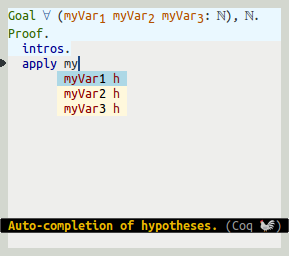 Goal ∀ (myVar₁ myVar₂ myVar₃: ℕ), ℕ.
Proof.
intros.
apply my
myVar1 h
myVar2 h
myVar3 h
Auto-completion of hypotheses. (Coq 🐓)